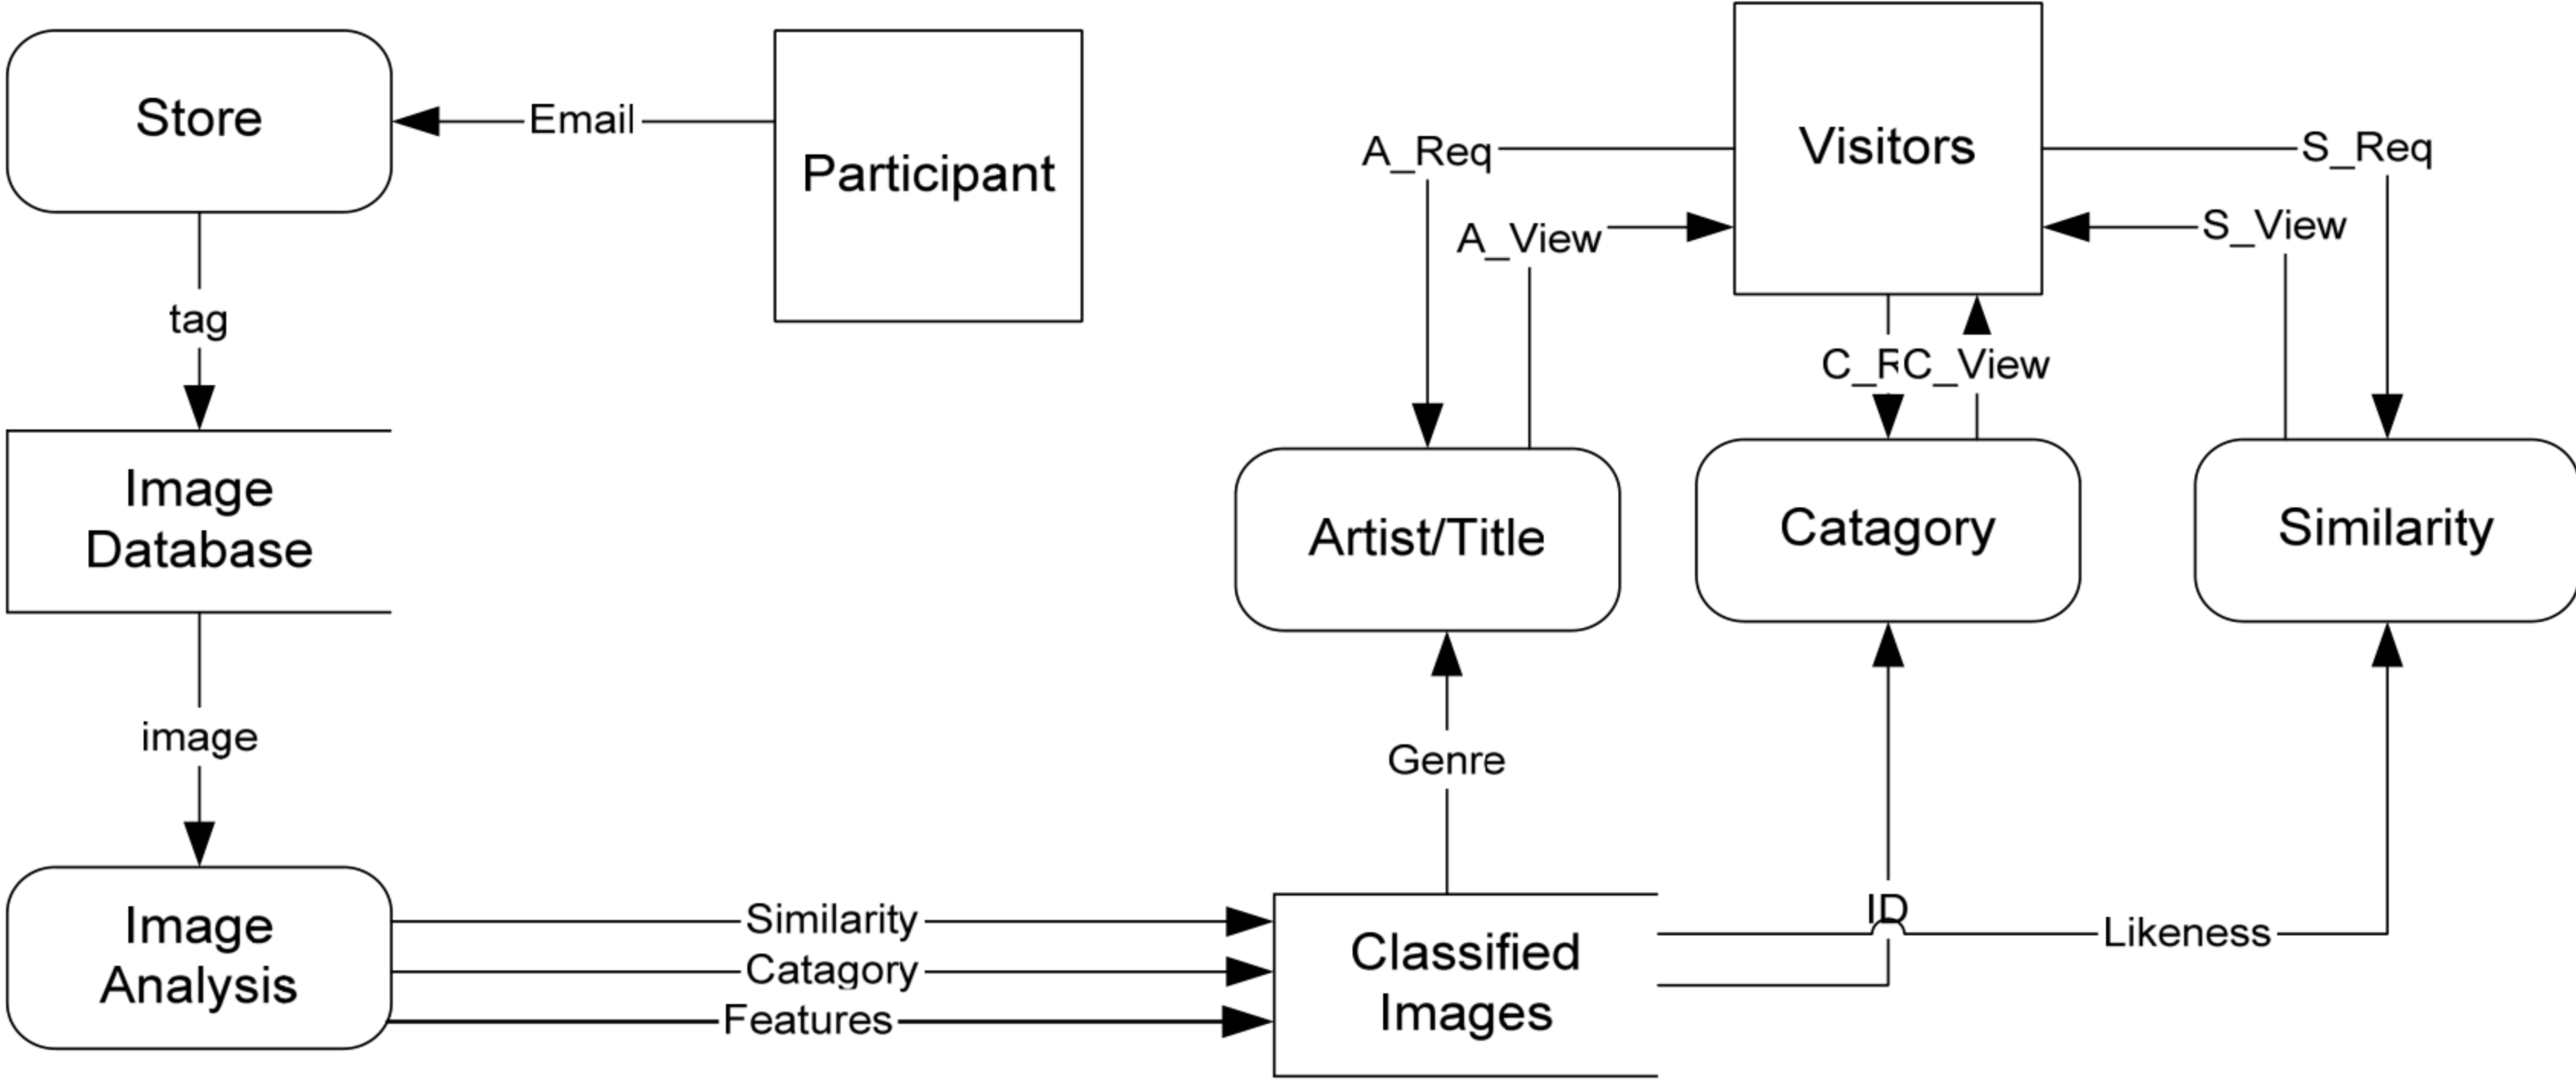 Store
Email
Participant
Visitors
A_Req
S_Req
A_View
S_View
tag
C_View
Image
Database
Artist/Title
Catagory
Similarity
image
Genre
Image
Analysis
Similarity
Catagory
Features
Classified
Images
ID
Likeness